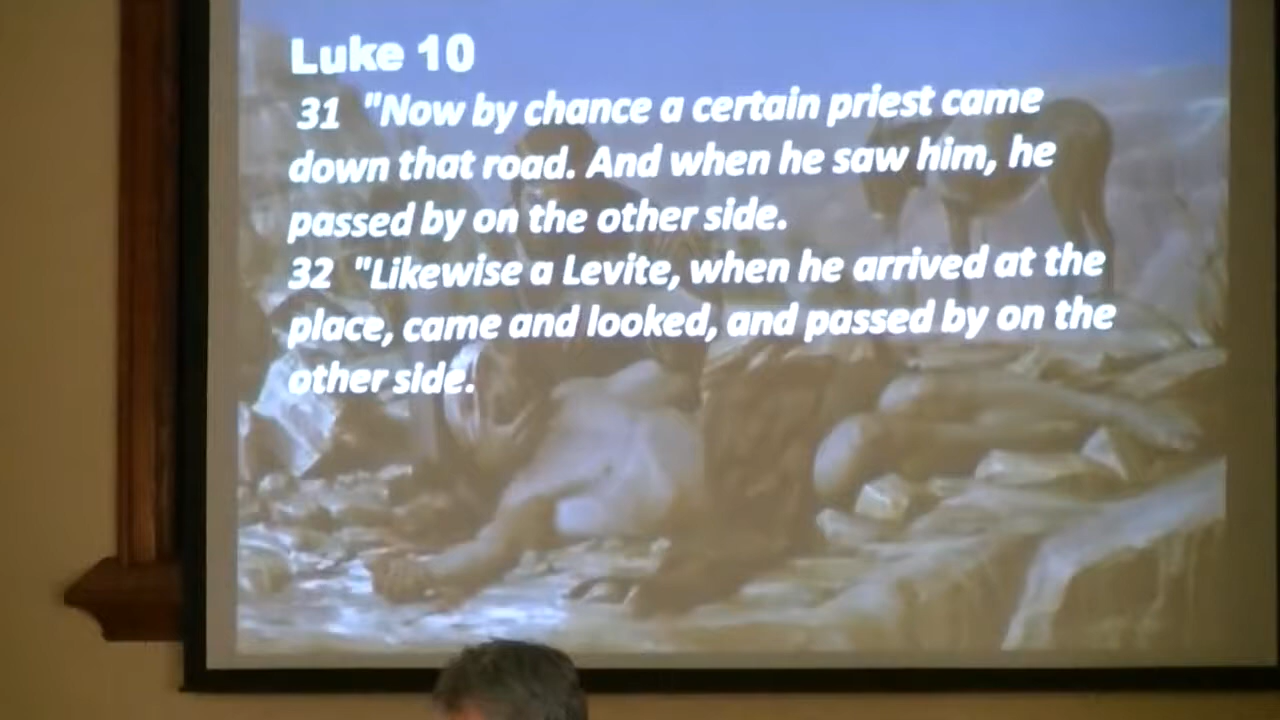 Luke 10
31 "Now by chance a certain priest came
down that road. And when he saw him, he
passed by on the other side.
32 "Likewise a Levite, when he arrived at the
place, came and looked, and passed by on the
other side.